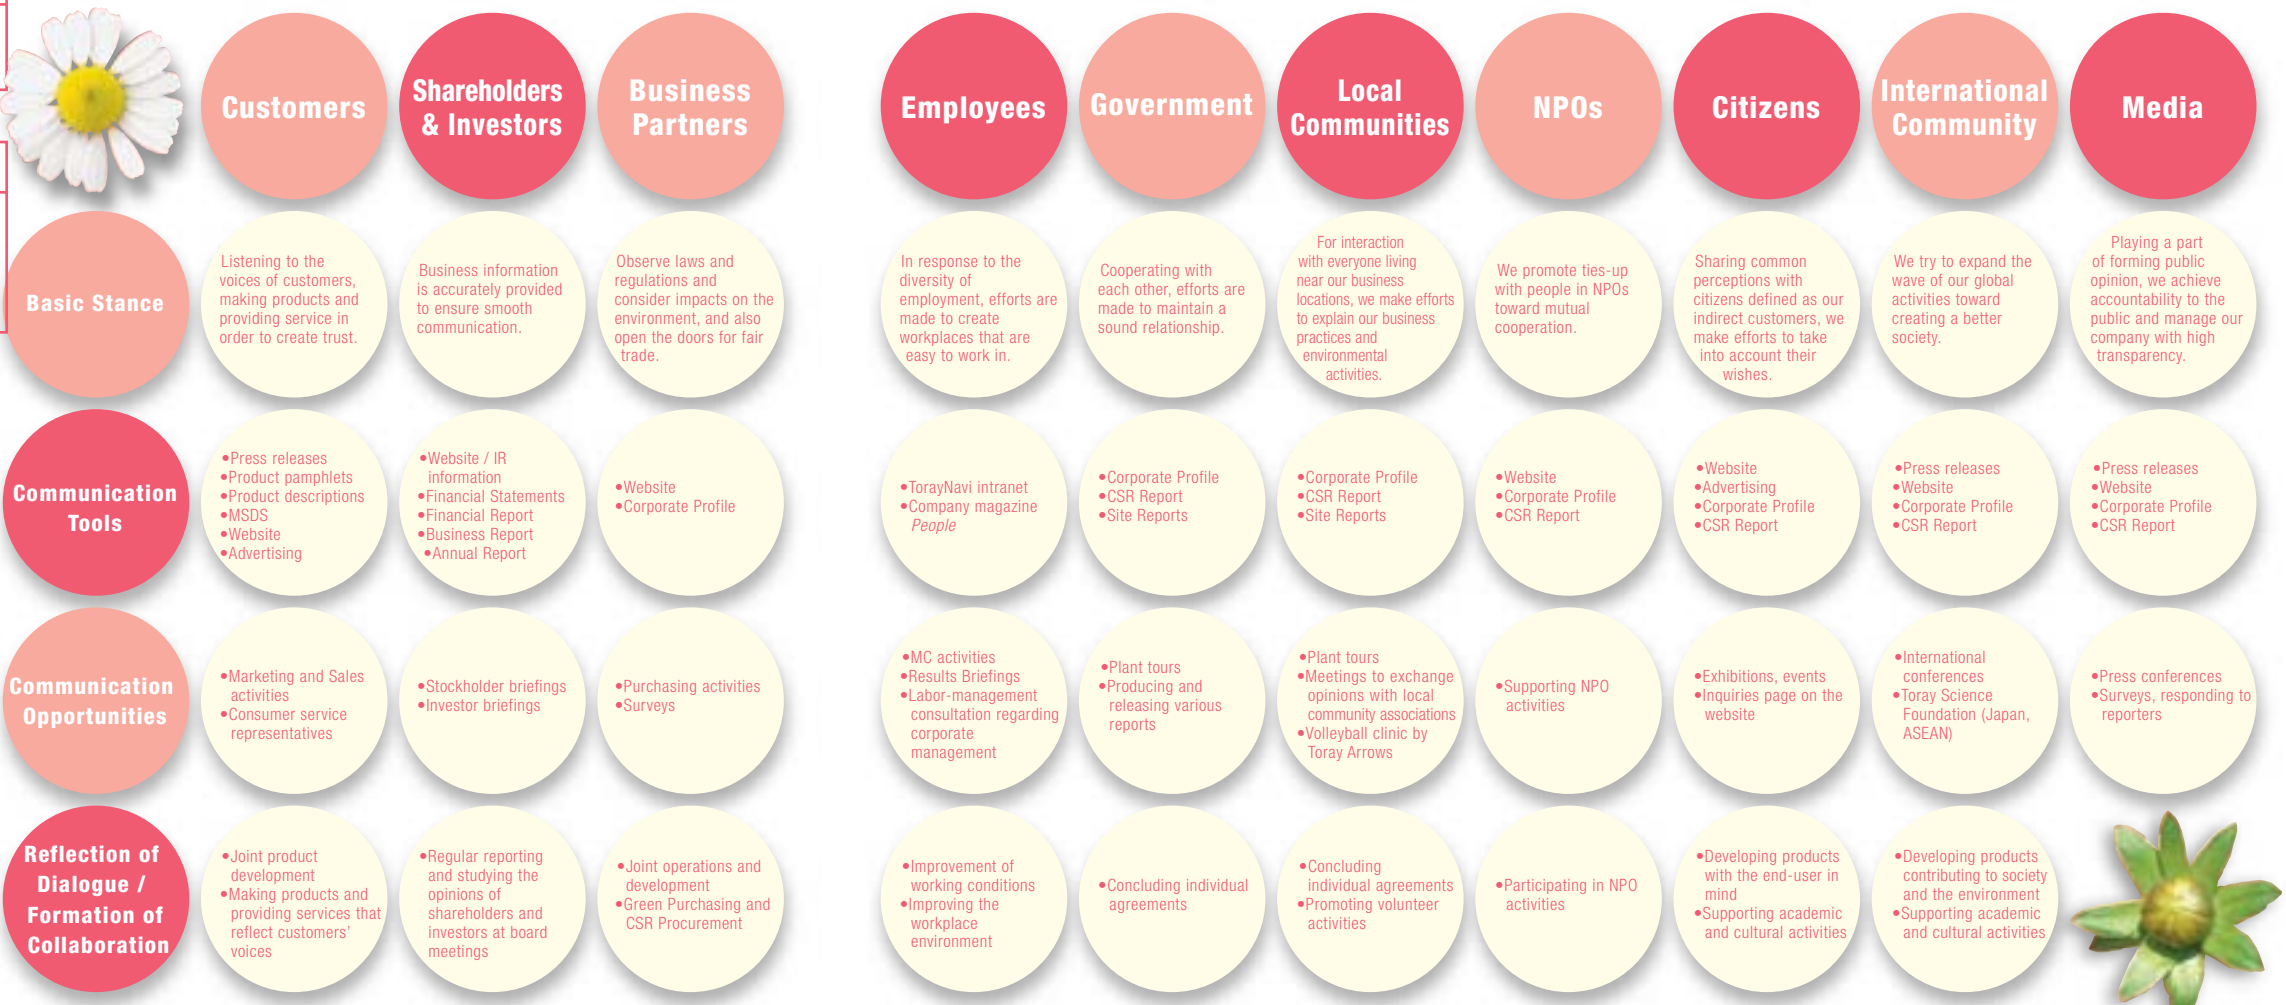 Customers
Shareholders
& Investors
Business
Partners
Employees
Government
Local
Communities
NPOs
Citizens
International
Community
Media
Basic Stance
Listening to the
voices of customers,
making products and
providing service in
order to create trust.
Business information
is accurately provided
to ensure smooth
communication.
Observe laws and
regulations and
consider impacts on the
environment, and also
open the doors for fair
trade.
In response to the
diversity of
employment, efforts are
made to create
workplaces that are
easy to work in.
Cooperating with
each other, efforts are
made to maintain a
sound relationship.
For interaction
with everyone living
near our business
locations, we make efforts
to explain our business
practices and
environmental
activities.
We promote ties-up
with people in NPOs
toward mutual
cooperation.
Sharing common
perceptions with
citizens defined as our
indirect customers, we
make efforts to take
into account their
wishes.
We try to expand the
wave of our global
activities toward
creating a better
society.
Playing a part
of forming public
opinion, we achieve
accountability to the
public and manage our
company with high
transparency.
Communication
Tools
•Press releases
•Product pamphlets
•Product descriptions
•MSDS
•Website
•Advertising
•Website / IR
information
•Financial Statements
•Financial Report
•Business Report
•Annual Report
•Website
•Corporate Profile
•TorayNavi intranet
•Company magazine
People
•Corporate Profile
•CSR Report
•Site Reports
•Corporate Profile
•CSR Report
•Site Reports
•Website
•Corporate Profile
•CSR Report
•Website
•Advertising
•Corporate Profile
•CSR Report
•Press releases
•Website
•Corporate Profile
•CSR Report
•Press releases
•Website
•Corporate Profile
•CSR Report
Communication
Opportunities
•Marketing and Sales
activities
•Consumer service
representatives
•Stockholder briefings
•Investor briefings
•Purchasing activities
•Surveys
•MC activities
•Results Briefings
•Labor-management
consultation regarding
corporate
management
•Plant tours
•Producing and
releasing various
reports
•Plant tours
•Meetings to exchange
opinions with local
community associations
•Volleyball clinic by
Toray Arrows
•Supporting NPO
activities
•Exhibitions, events
•Inquiries page on the
website
•International
conferences
•Toray Science
Foundation (Japan,
ASEAN)
•Press conferences
•Surveys, responding to
reporters
Reflection of
Dialogue /
Formation of
Collaboration
•Joint product
development
•Making products and
providing services that
reflect customers'
voices
•Regular reporting
and studying the
opinions of
shareholders and
investors at board
meetings
•Joint operations and
development
•Green Purchasing and
CSR Procurement
•Improvement of
working conditions
•Improving the
workplace
environment
•Concluding individual
agreements
•Concluding
individual agreements
•Promoting volunteer
activities
•Participating in NPO
activities
•Developing products
with the end-user in
mind
•Supporting academic
and cultural activities
•Developing products
contributing to society
and the environment
•Supporting academic
and cultural activities